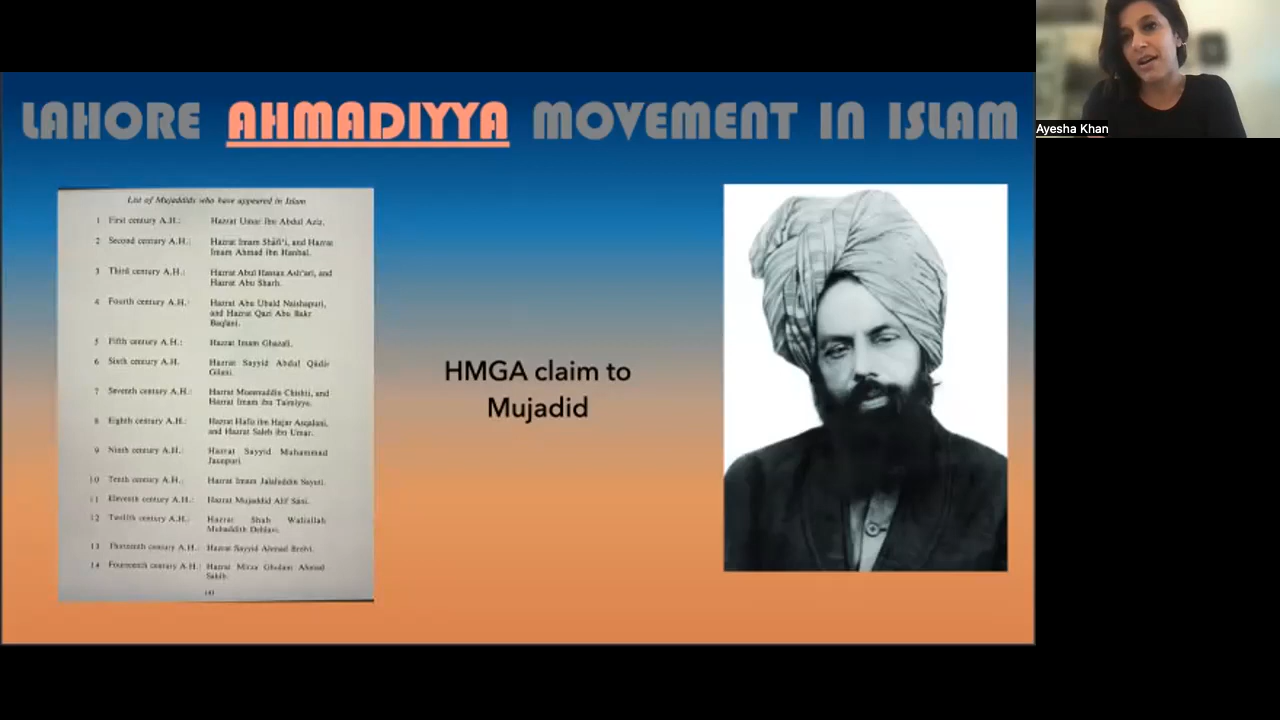 LAHORE AHMADIYYA MOVEMENT IN ISLAM
Ayesha Khan
List of Mujaddids who have appeared in Islam
1 First century A.H.: Hazrat Umar ibn Abdul Aziz.
2 Second century A.H.: Hazrat Imam Shāfi'i, and Hazrat
Imam Ahmad ibn Hanbal.
3 Third century A.H.: Hazrat Abul Hassan Ash'ari, and
Hazrat Abu Sharh.
4 Fourth century A.H.: Hazrat Abu Ubaid Naishapuri,
and Hazrat Qazi Abu Bakr
Baqlani.
5 Fifth century A.H.: Hazrat Imam Ghazali.
6 Sixth century A.H. Hazrat Sayyid Abdul Qādir
Gilani.
7 Seventh century A.H.: Hazrat Moenuddin Chishti, and
Hazrat Imam ibn Taimiyya.
8 Eighth century A.H.: Hazrat Hafiz ibn Hajar Asqalani,
and Hazrat Saleh ibn Umar.
9 Ninth century A.H.: Hazrat Sayyid Muhammad
Jaunpuri.
10 Tenth century A.H.: Hazrat Imam Jalaluddin Sayuti.
11 Eleventh century A.H.: Hazrat Mujaddid Alif Sani.
12 Twelfth century A.H.: Hazrat Shah Waliallah
Muhaddith Dehlavi.
13 Thirteenth century A.H.: Hazrat Sayyid Ahmad Brelvi.
14 Fourteenth century A.H.: Hazrat Mirza Ghulam Ahmad
Sahib.
HMGA claim to
Mujadid